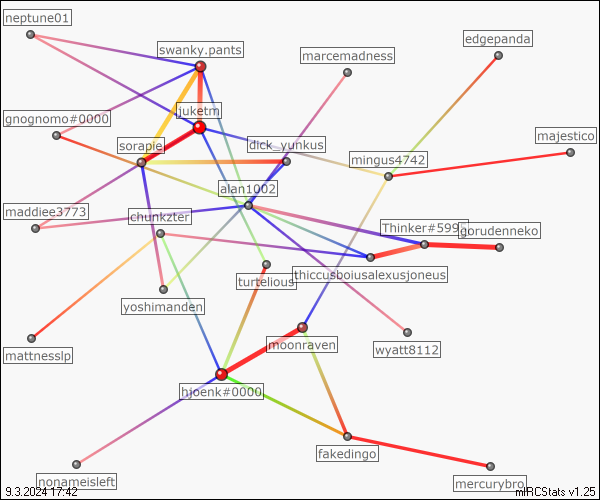 neptune01
swanky.pants
edgepanda
marcemadness
juketm
gnognomo#0000
sorapie
dick_yunkus
majestico
mingus4742
alan1002
maddiee3773
chunkzter
Thinker#599
gorudenneko
thiccusboiusalexusjoneus
turtelious
yoshimanden
moonraven
wyatt8112
mattnesslp
hjoenk#0000
fakedingo
nonameisleft
mercurybro
9.3.2024 17:42
mIRCStats v1.25